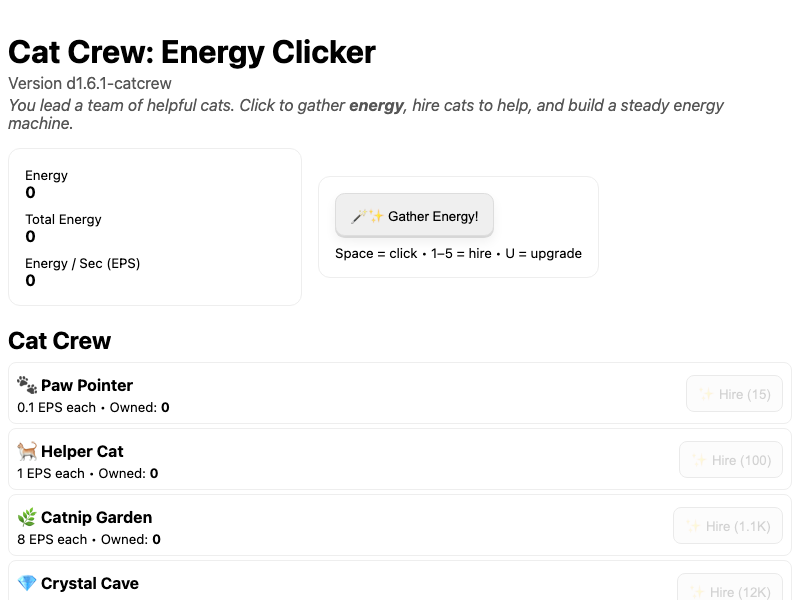 Cat Crew: Energy Clicker
Version d1.6.1-catcrew
You lead a team of helpful cats. Click to gather energy, hire cats to help, and build a steady energy
machine.
Energy
0
Total Energy
0
Energy / Sec (EPS)
0
Gather Energy!
Space = click • 1–5 = hire • U = upgrade
Cat Crew
Paw Pointer
0.1 EPS each • Owned: 0
Hire (15)
Helper Cat
1 EPS each • Owned: 0
Hire (100)
Catnip Garden
8 EPS each • Owned: 0
Hire (1.1K)
Crystal Cave
Hire (12K)